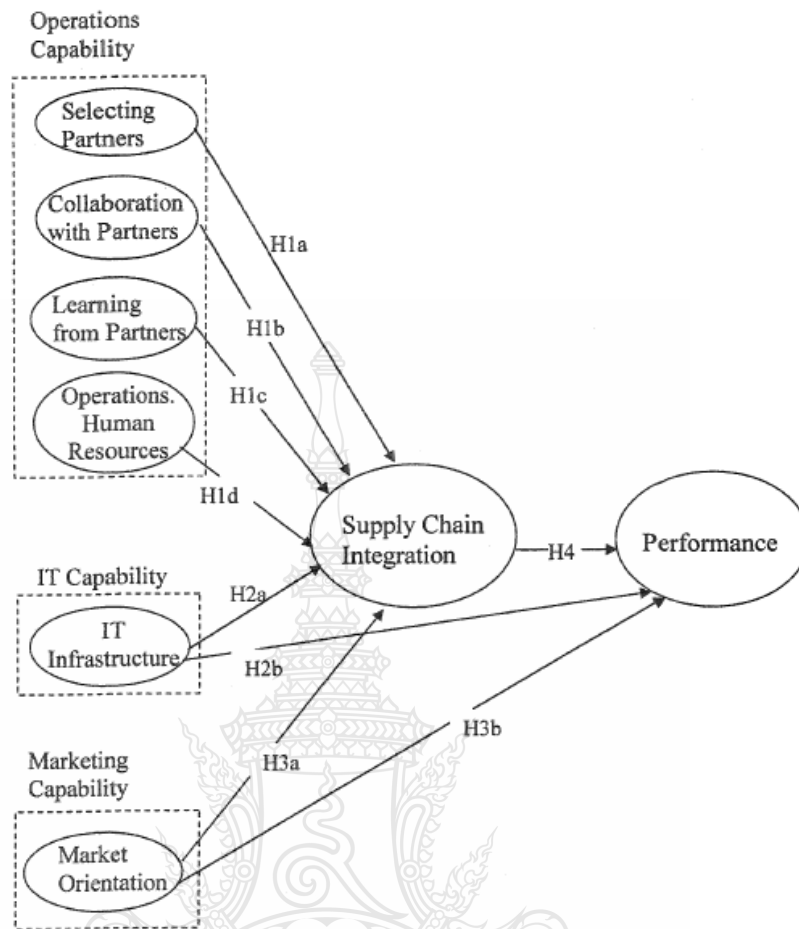 Operations
Capability
Selecting
Partners
Collaboration
with Partners
Learning
from Partners
Operations.
Human
Resources
H1a
H1b
H1c
H1d
Supply Chain
Integration
H4
Performance
IT Capability
IT
Infrastructure
H2a
H2b
Marketing
Capability
Market
Orientation
H3a
H3b